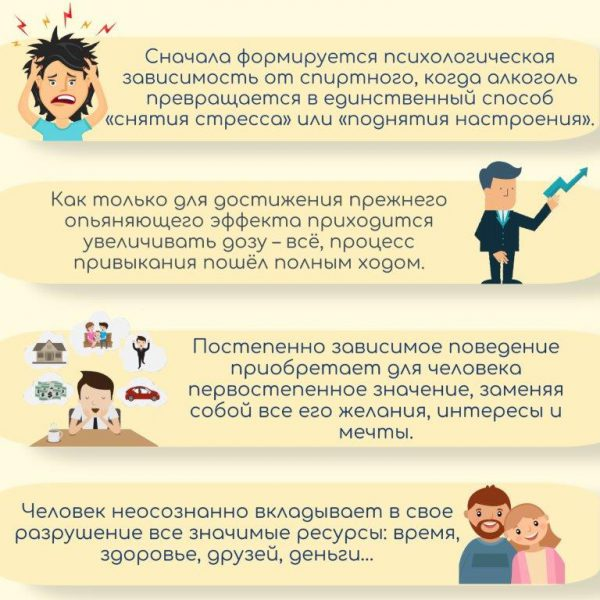 Сначала формируется психологическая
зависимость от спиртного, когда алкоголь
превращается в единственный способ
«снятия стресса» или «поднятия настроения».
Как только для достижения прежнего
опьяняющего эффекта приходится
увеличивать дозу – всё, процесс
привыкания пошёл полным ходом.
Постепенно зависимое поведение
приобретает для человека
первостепенное значение, заменяя
собой все его желания, интересы и
мечты.
Человек неосознанно вкладывает в свое
разрушение все значимые ресурсы: время,
здоровье, друзей, деньги...